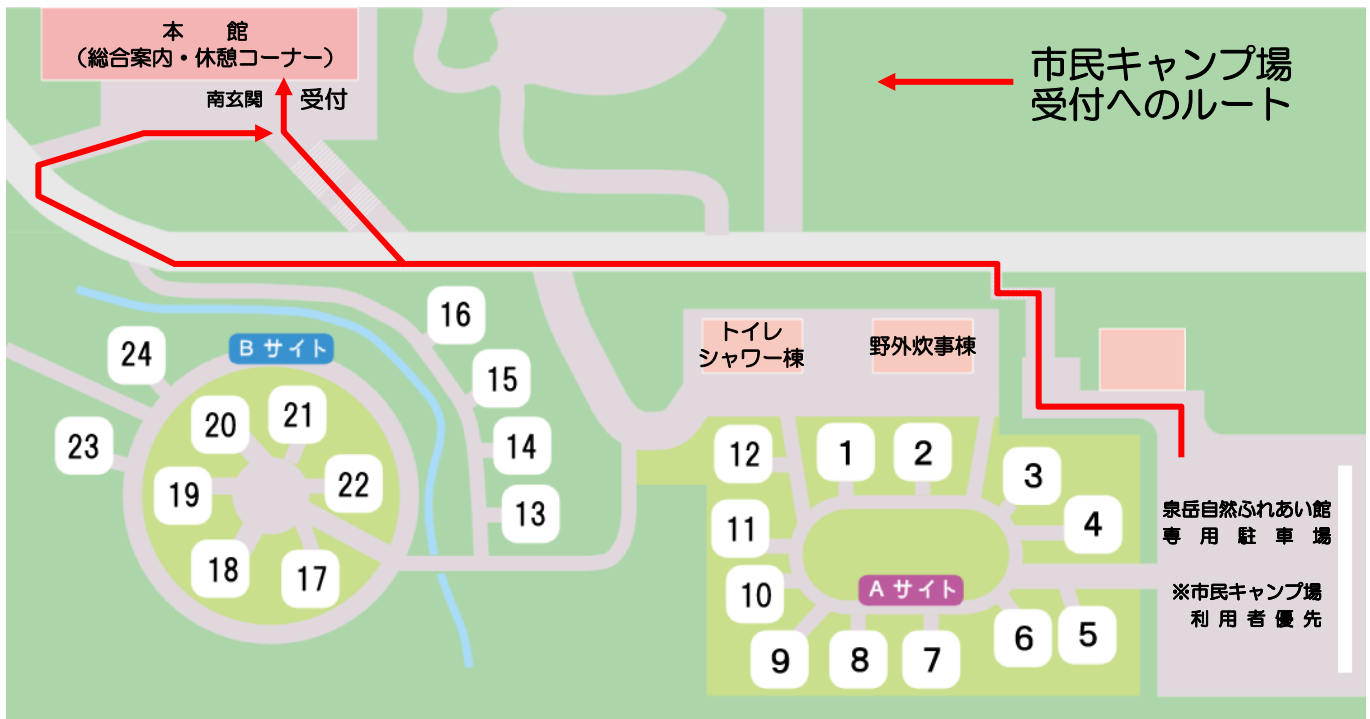 本　館
（総合案内・休憩コーナー）
南玄関
受付
市民キャンプ場
受付へのルート
16
Bサイト
24
15
トイレ
シャワー棟
野外炊事棟
21
20
14
23
22
19
13
18
17
1
2
12
3
11
4
10
Aサイト
9
8
7
6
5
泉岳自然ふれあい館
専用駐車場
※市民キャンプ場
利用者優先